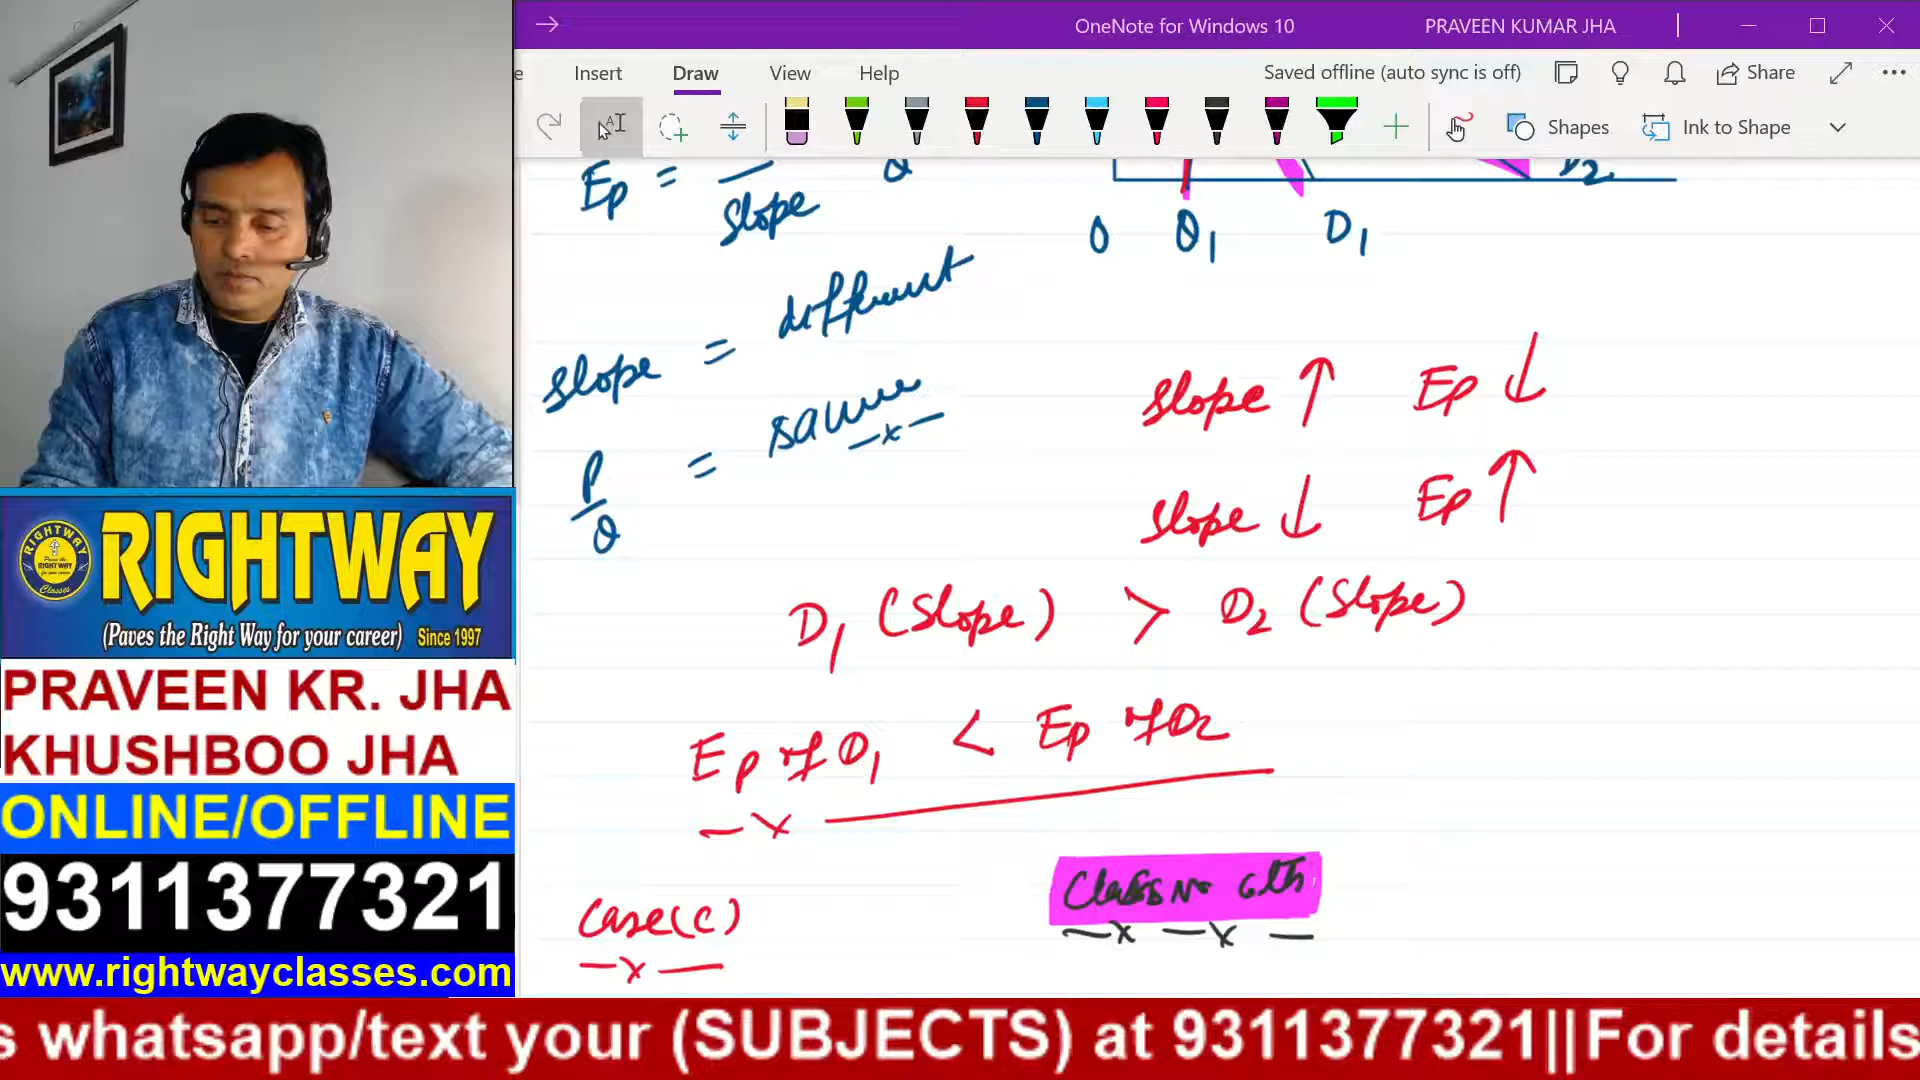 OneNote for Windows 10
PRAVEEN KUMAR JHA
Insert
Draw
View
Help
Saved offline (auto sync is off)
Share
Shapes
Ink to Shape
Ep = slope Q
D2
0 Q1 D1
slope = different
P/Q = same
slope ↑ Ep ↓
slope ↓ Ep ↑
D1 (Slope) > D2 (Slope)
Ep of D1 < Ep of D2
Case(C)
Class No 6th
RIGHTWAY
Classes
RIGHTWAY
(Paves the Right Way for your career) Since 1997
PRAVEEN KR. JHA
KHUSHBOO JHA
ONLINE/OFFLINE
9311377321
www.rightwayclasses.com
s whatsapp/text your (SUBJECTS) at 9311377321||For details